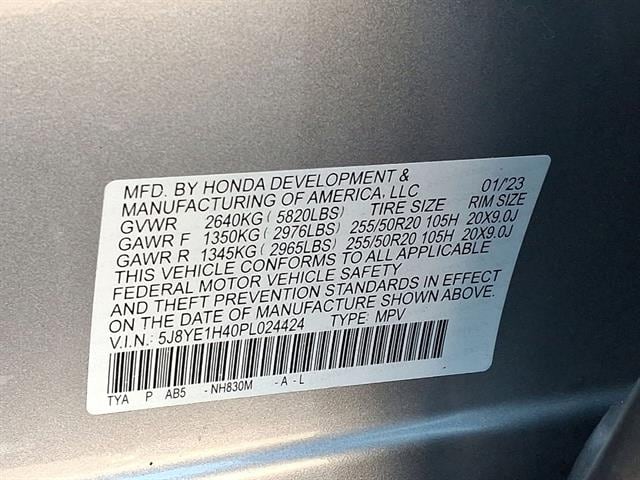 MFD. BY HONDA DEVELOPMENT &
MANUFACTURING OF AMERICA, LLC 01/'23
GVWR 2640KG(5820LBS) TIRE SIZE RIM SIZE
GAWR F 1350KG(2976LBS) 255/50R20 105H 20X9.0J
GAWR R 1345KG(2965LBS) 255/50R20 105H 20X9.0J
THIS VEHICLE CONFORMS TO ALL APPLICABLE
FEDERAL MOTOR VEHICLE SAFETY
AND THEFT PREVENTION STANDARDS IN EFFECT
ON THE DATE OF MANUFACTURE SHOWN ABOVE.
V.I.N.: 5J8YE1H40PL024424 TYPE: MPV
TYA P AB5 -NH830M -A-L